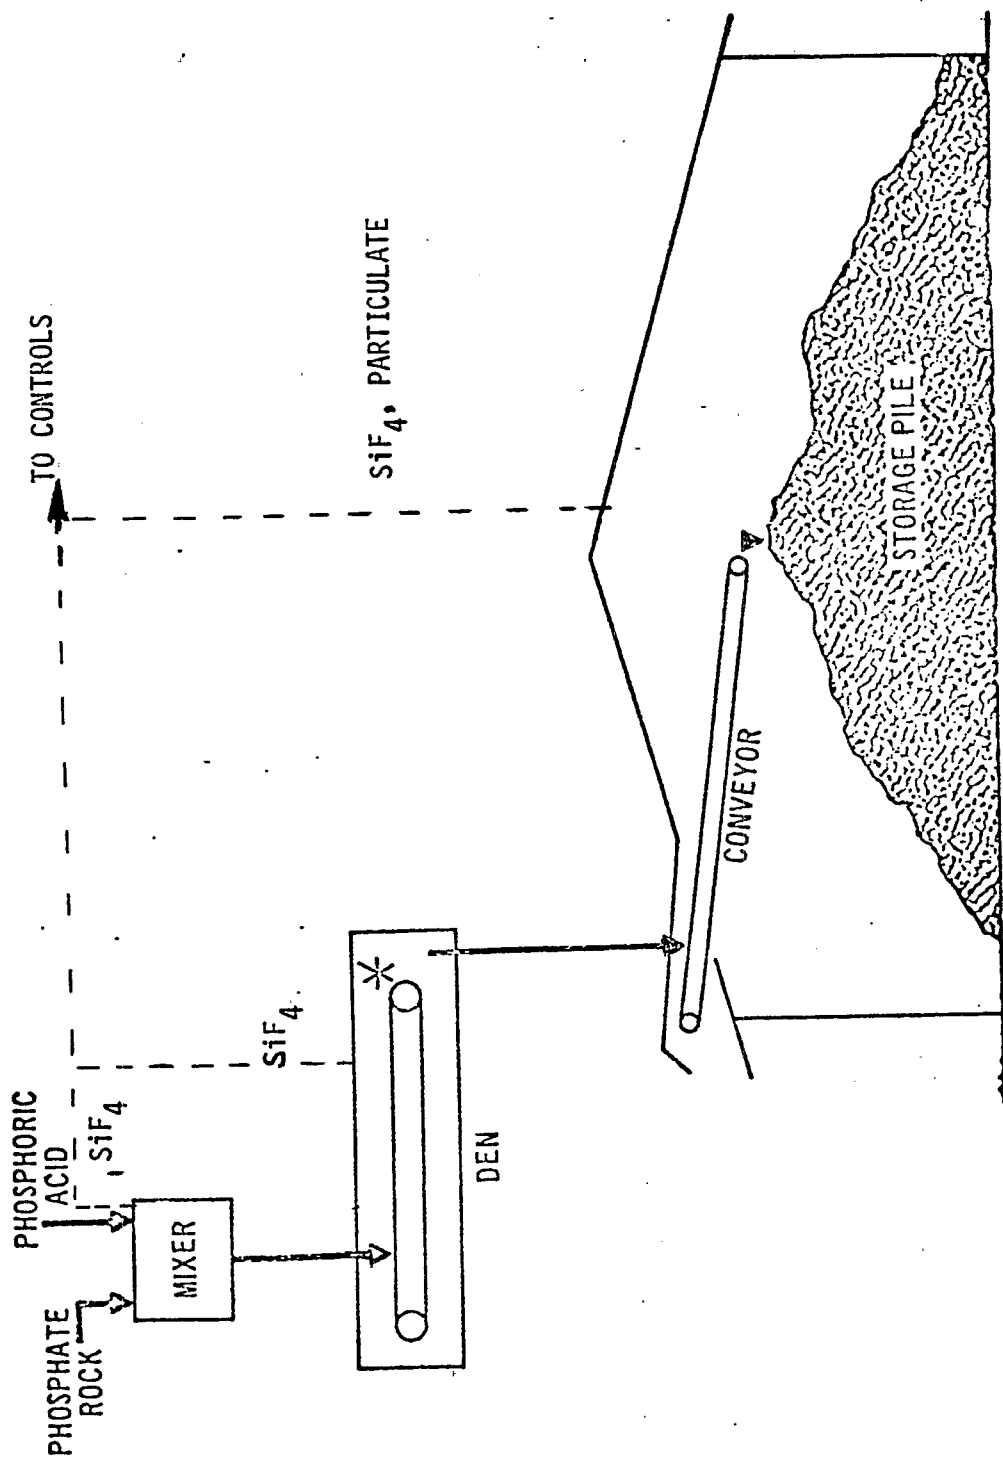 PHOSPHORIC
ACID
PHOSPHATE
ROCK
SiF4
TO CONTROLS
MIXER
SiF4
SiF4, PARTICULATE
DEN
CONVEYOR
STORAGE PILE